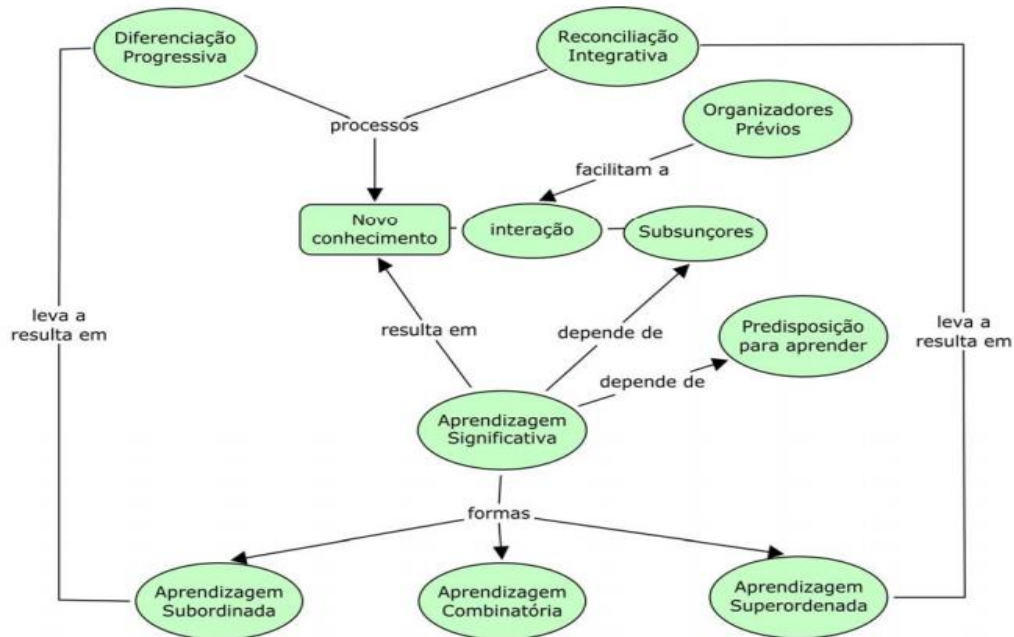 Diferenciação
Progressiva
Reconciliação
Integrativa
processos
Organizadores
Prévios
facilitam a
Novo
conhecimento
interação
Subsunçores
leva a
resulta em
resulta em
depende de
Predisposição
para aprender
leva a
resulta em
depende de
Aprendizagem
Significativa
formas
Aprendizagem
Subordinada
Aprendizagem
Combinatória
Aprendizagem
Superordenada